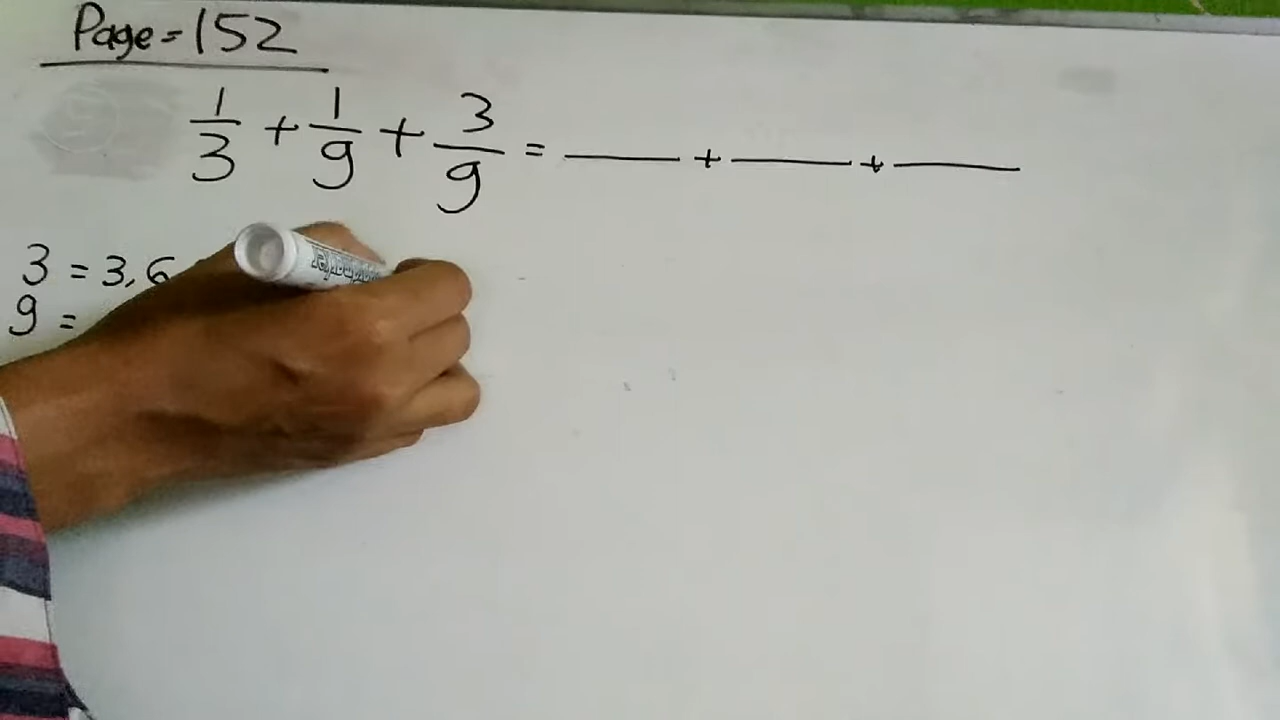 Page = 152
1/3 + 1/9 + 3/9 = ___ + ___ + ___
3 = 3, 6
9 =